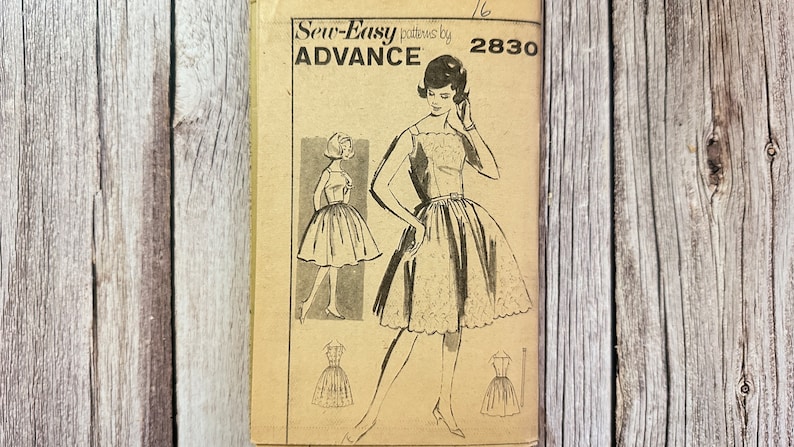 16
Sew-Easy patterns by
ADVANCE 2830